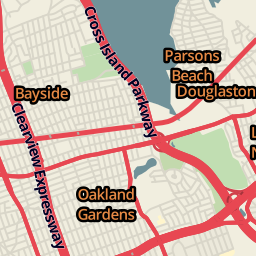 Cross Island Parkway
Parsons
Beach
Douglaston
Bayside
Clearview Expressway
Oakland
Gardens